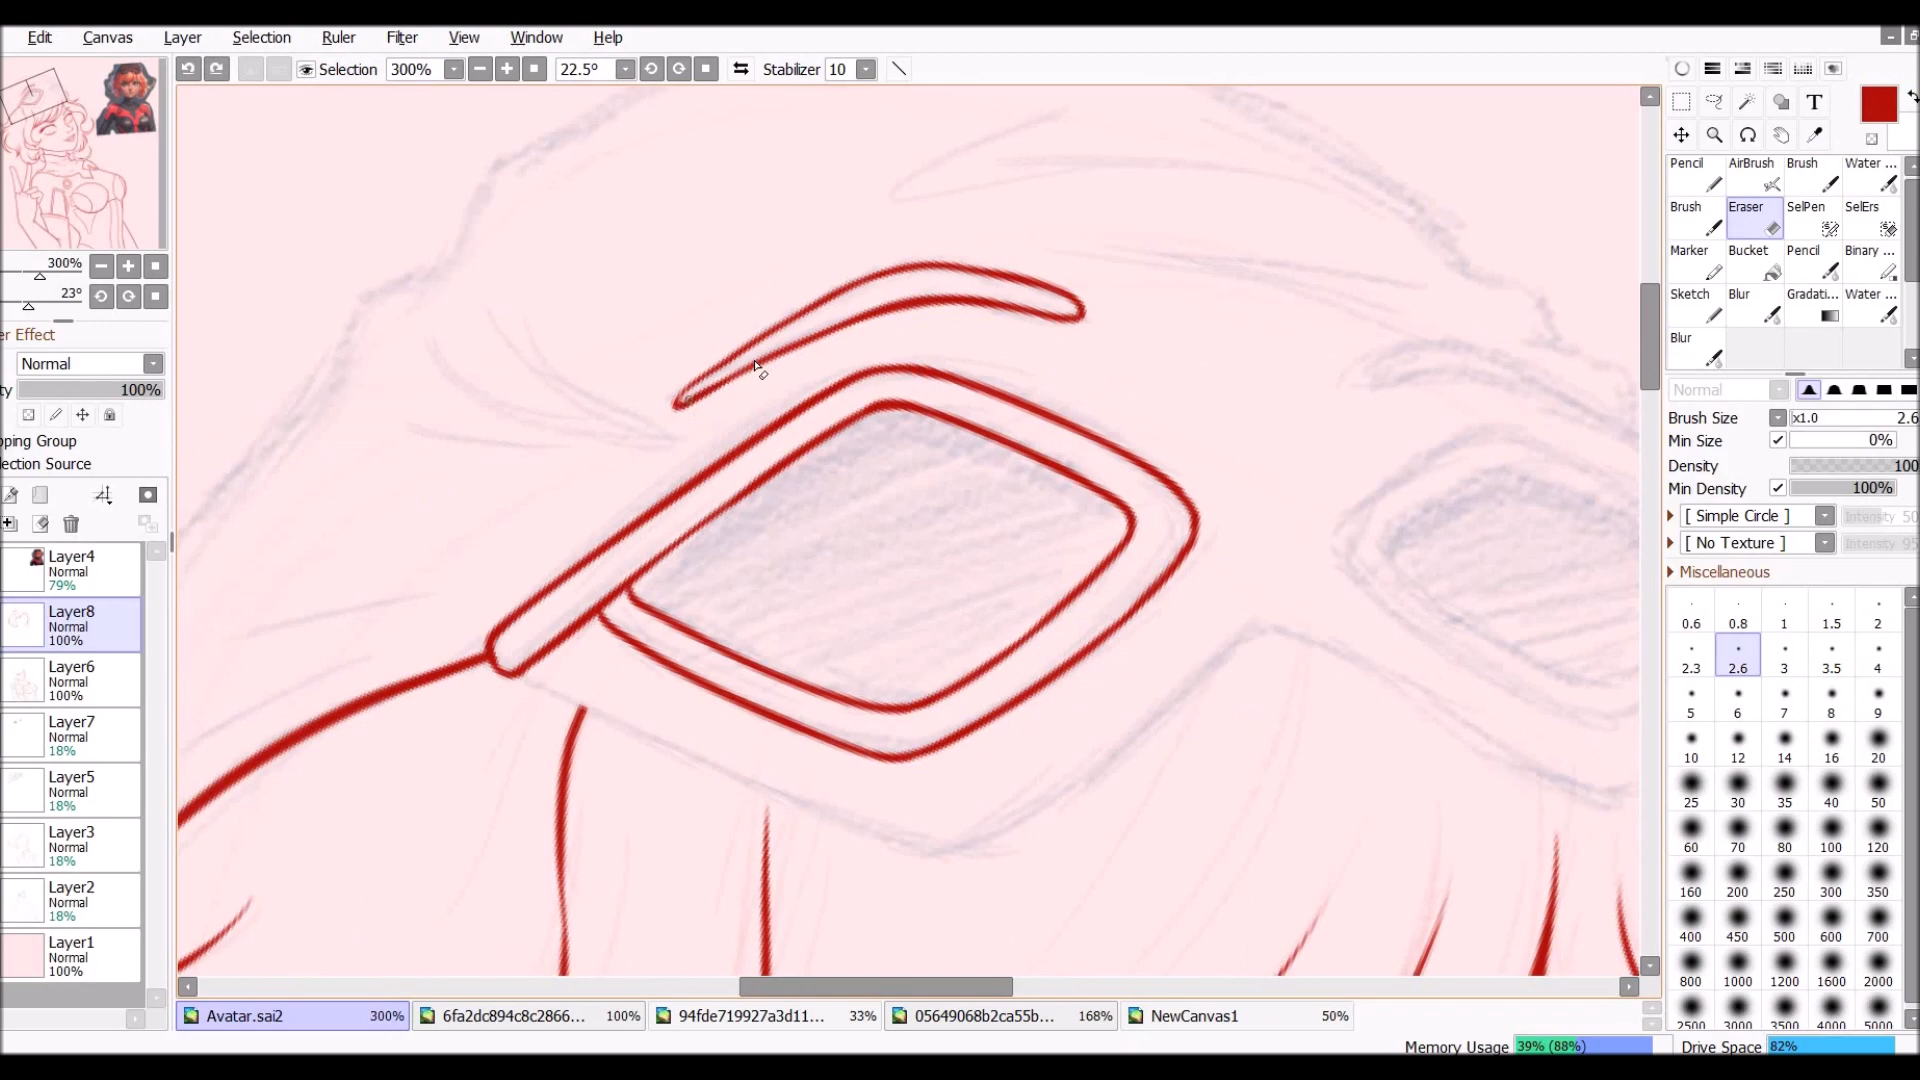 Edit Canvas Layer Selection Ruler Filter View Window Help
Selection 300% 22.5º Stabilizer 10
T
300%
23º
er Effect
Normal
ty 100%
pping Group
lection Source
Layer4
Normal
79%
Layer8
Normal
100%
Layer6
Normal
100%
Layer7
Normal
18%
Layer5
Normal
18%
Layer3
Normal
18%
Layer2
Normal
18%
Layer1
Normal
100%
Pencil AirBrush Brush Water ...
Brush Eraser SelPen SelErs
Marker Bucket Pencil Binary ...
Sketch Blur Gradati... Water ...
Blur
Normal
Brush Size x1.0 2.6
Min Size 0%
Density 100
Min Density 100%
[ Simple Circle ] Intensity 50
[ No Texture ] Intensity 95
Miscellaneous
0.6 0.8 1 1.5 2
2.3 2.6 3 3.5 4
5 6 7 8 9
10 12 14 16 20
25 30 35 40 50
60 70 80 100 120
160 200 250 300 350
400 450 500 600 700
800 1000 1200 1600 2000
2500 3000 3500 4000 5000
Avatar.sai2 300% 6fa2dc894c8c2866... 100% 94fde719927a3d11... 33% 05649068b2ca55b... 168% NewCanvas1 50%
Memory Usage 39% (88%) Drive Space 82%